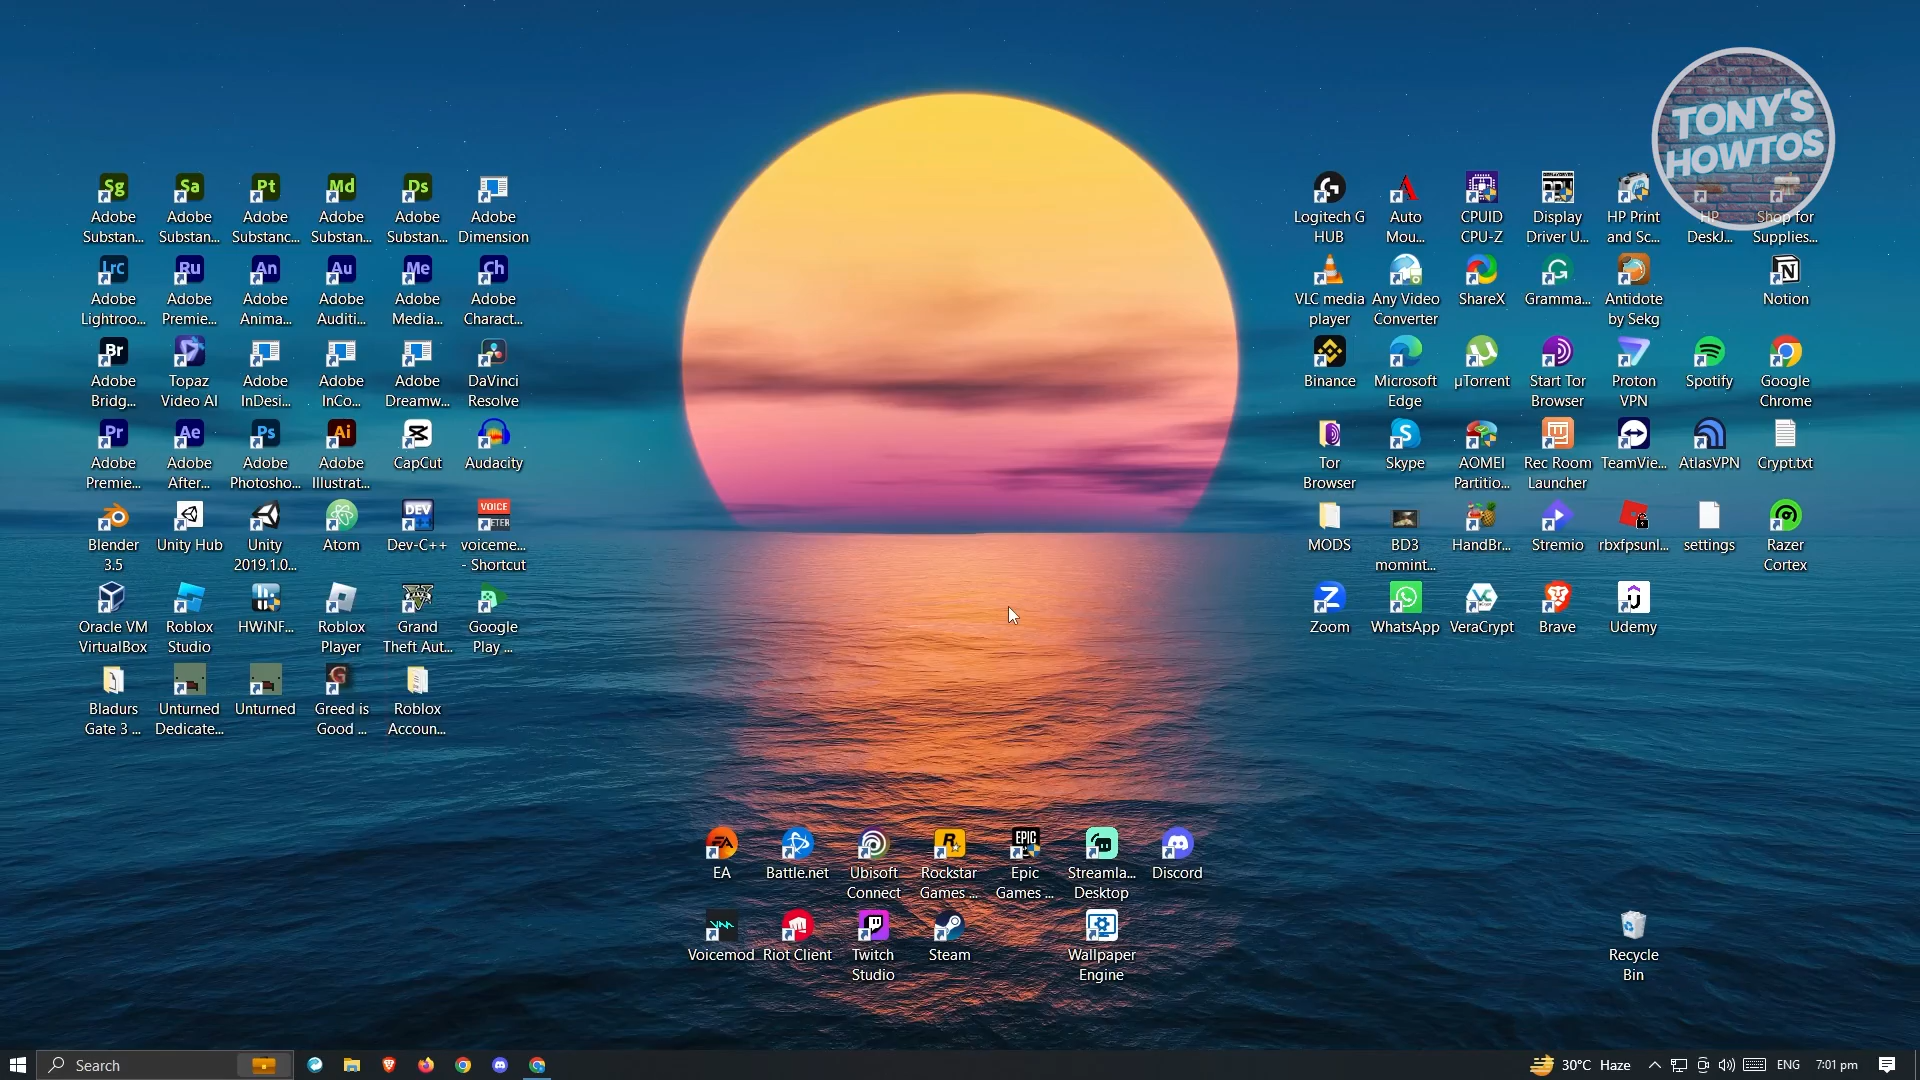 TONY'S
HOWTOS
Sg
Sa
Pt
Md
Ds
Adobe
Substan...
Adobe
Substan...
Adobe
Substanc...
Adobe
Substan...
Adobe
Substan...
Adobe
Dimension
Lrc
Ru
An
Au
Me
Ch
Adobe
Lightroo...
Adobe
Premie...
Adobe
Anima...
Adobe
Auditi...
Adobe
Media...
Adobe
Charact...
Br
Adobe
Bridg...
Topaz
Video AI
Adobe
InDesi...
Adobe
InCo...
Adobe
Dreamw...
DaVinci
Resolve
Pr
Ae
Ps
Ai
Adobe
Premie...
Adobe
After...
Adobe
Photosho...
Adobe
Illustrat...
CapCut
Audacity
DEV
VOICE
METER
Blender
3.5
Unity Hub
Unity
2019.1.0...
Atom
Dev-C++
voiceme...
- Shortcut
Oracle VM
VirtualBox
Roblox
Studio
HWiNF...
Roblox
Player
Grand
Theft Aut...
Google
Play ...
Bladurs
Gate 3 ...
Unturned
Dedicate...
Unturned
Greed is
Good ...
Roblox
Accoun...
Logitech G
HUB
Auto
Mou...
CPUID
CPU-Z
Display
Driver U...
HP Print
and Sc...
HP
DeskJ...
Shop for
Supplies...
VLC media
player
Any Video
Converter
ShareX
Gramma...
Antidote
by Sekg
Notion
Binance
Microsoft
Edge
µTorrent
Start Tor
Browser
Proton
VPN
Spotify
Google
Chrome
Tor
Browser
Skype
AOMEI
Partitio...
Rec Room
Launcher
TeamVie...
AtlasVPN
Crypt.txt
MODS
BD3
momint...
HandBr...
Stremio
rbxfpsunl...
settings
Razer
Cortex
Zoom
WhatsApp
VeraCrypt
Brave
Udemy
EA
Battle.net
Ubisoft
Connect
Rockstar
Games ...
EPIC
Epic
Games ...
Streamla...
Desktop
Discord
Voicemod
Riot Client
Twitch
Studio
Steam
Wallpaper
Engine
Recycle
Bin
Search
30°C Haze
ENG
7:01 pm